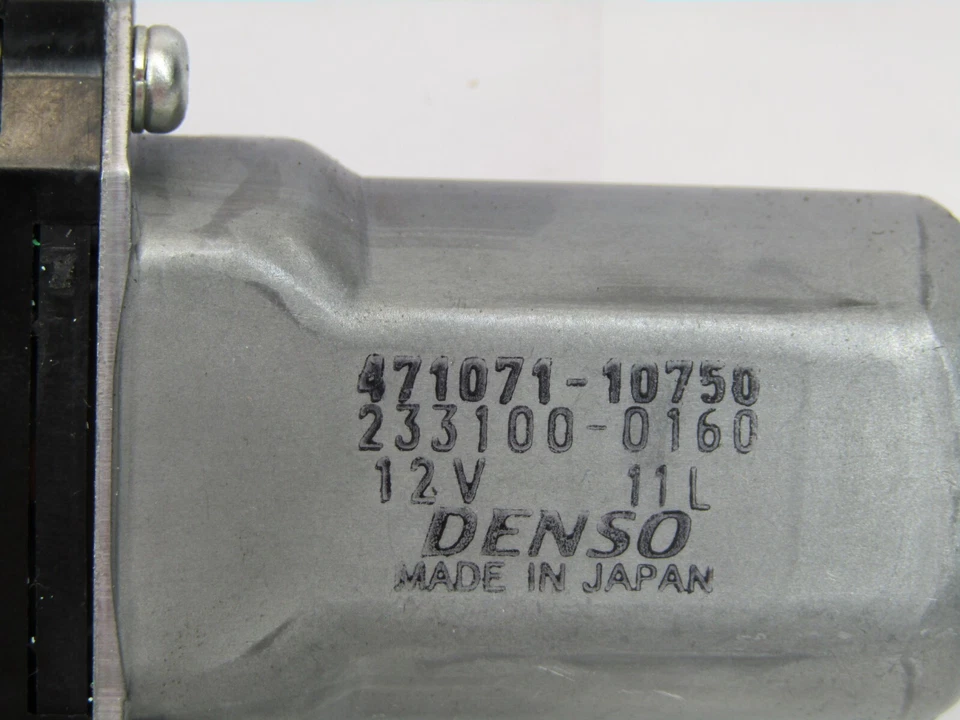 471071-10750
233100-0160
12V 11L
DENSO
MADE IN JAPAN